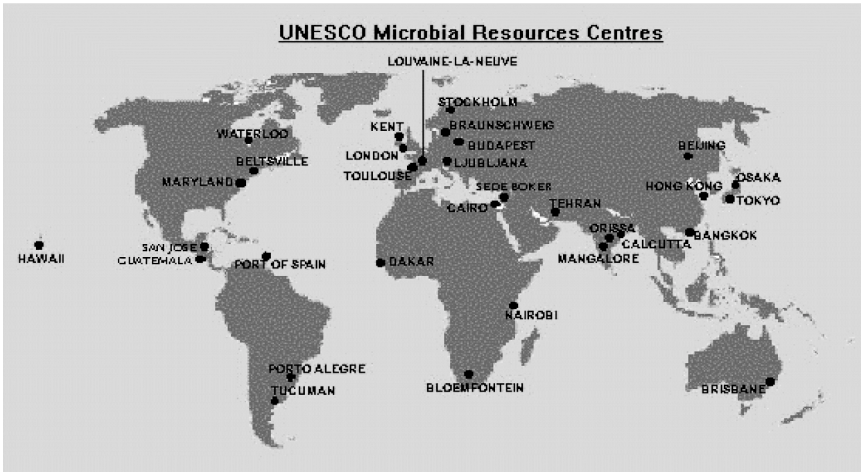 UNESCO Microbial Resources Centres
LOUVAINE-LA-NEUVE
STOCKHOLM
KENT
BRAUNSCHWEIG
WATERLOO
BUDAPEST
BEIJING
LONDON
BELTSVILLE
LJUBLJANA
TOULOUSE
OSAKA
MARYLAND
SEDE BOKER
HONG KONG
TOKYO
CAIRO
TEHRAN
ORISSA
BANGKOK
CALCUTTA
SAN JOSE
HAWAII
GUATEMALA
PORT OF SPAIN
DAKAR
MANGALORE
NAIROBI
PORTO ALEGRE
BLOEMFONTEIN
BRISBANE
TUCUMAN